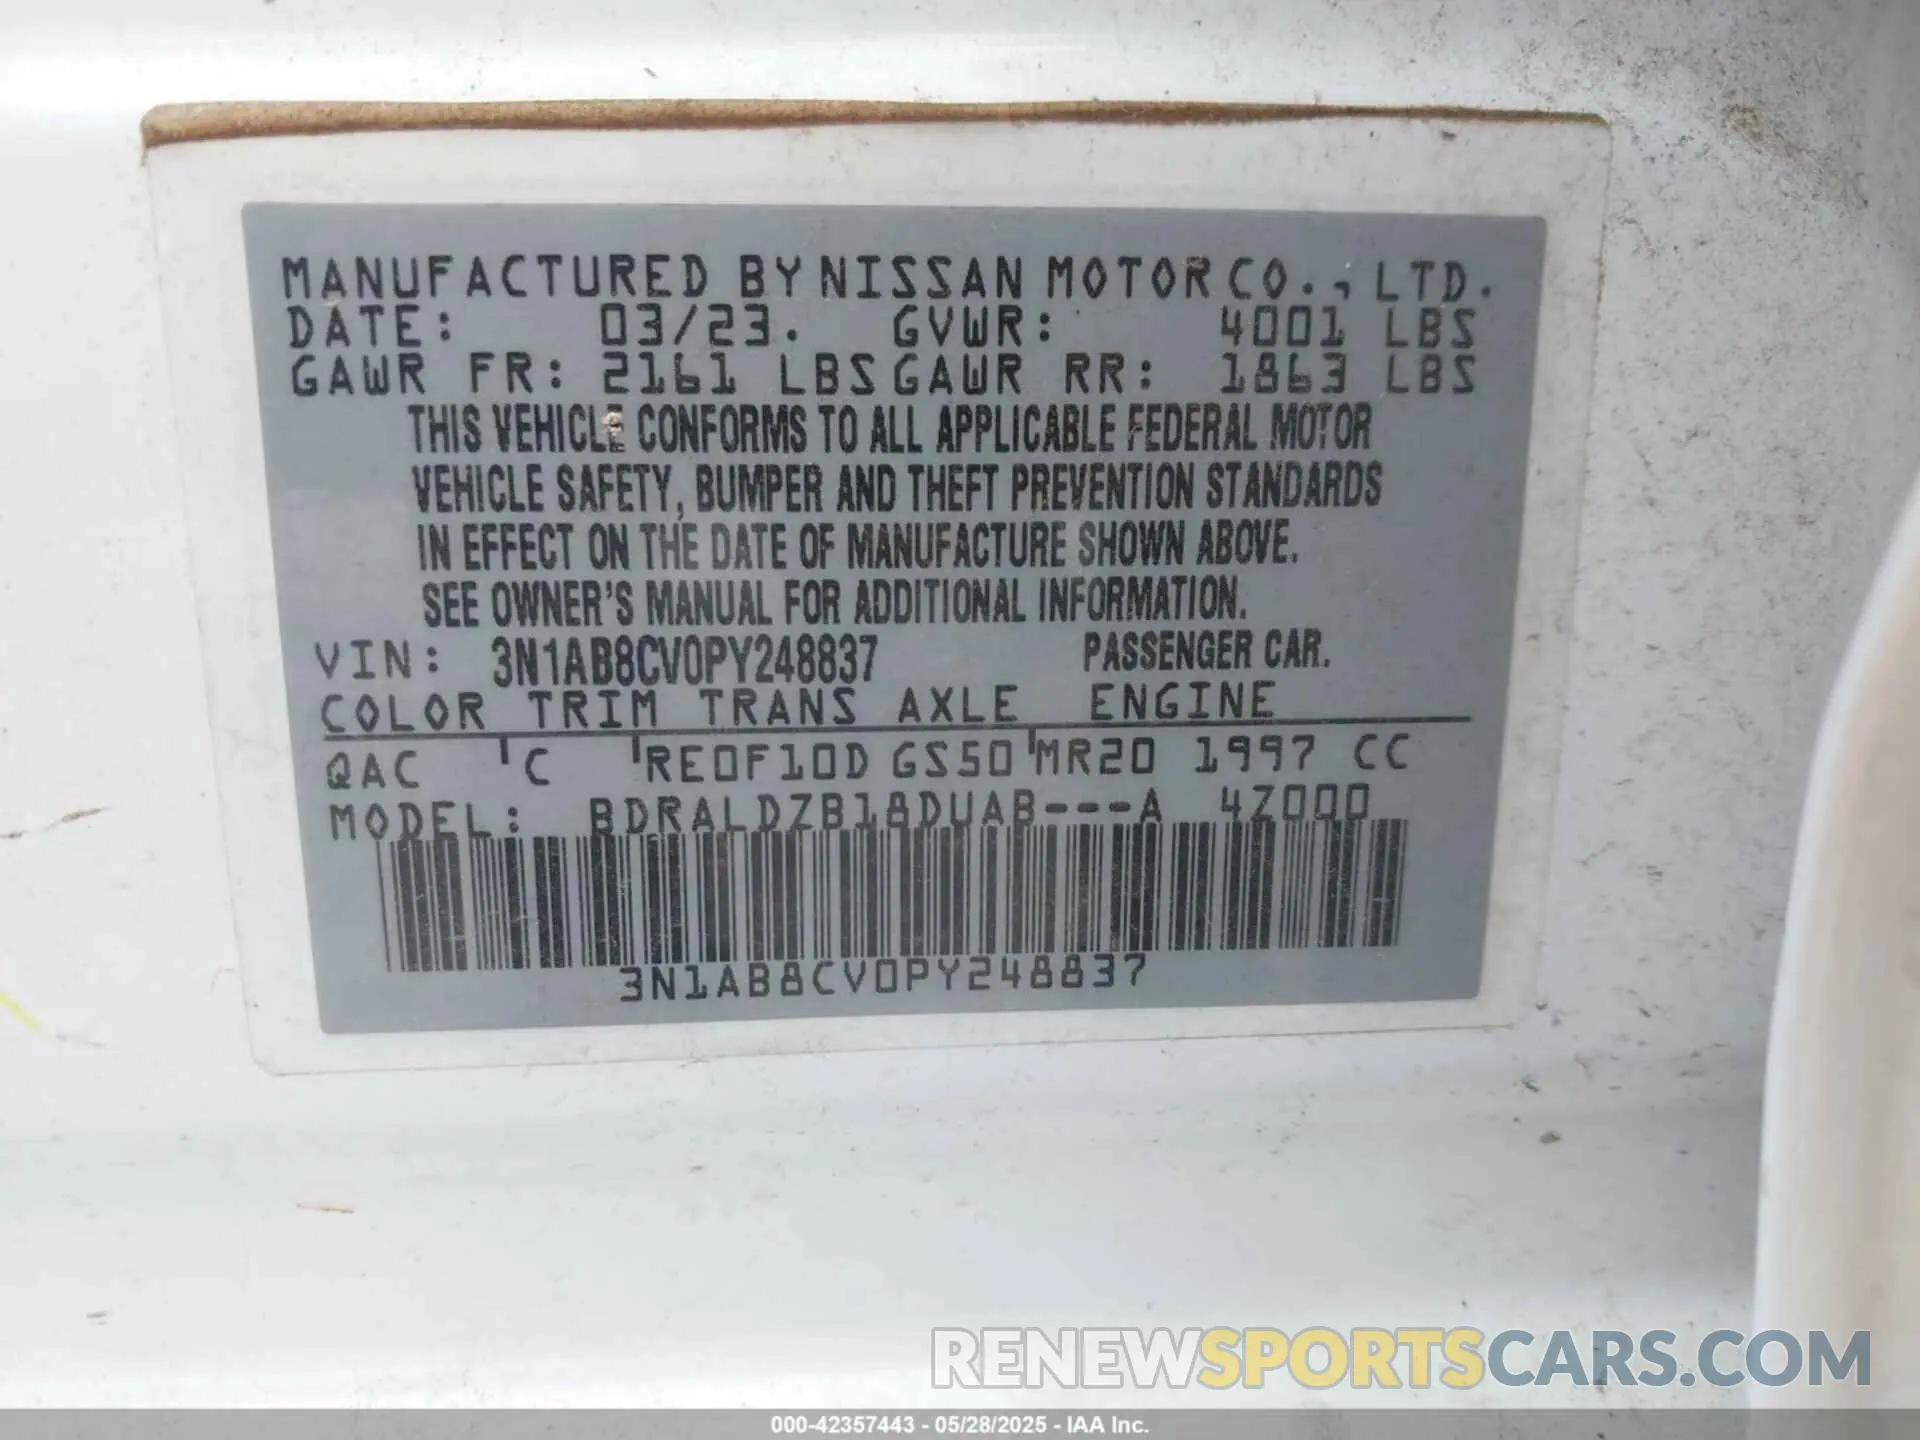 MANUFACTURED BY NISSAN MOTOR CO., LTD.
DATE: 03/23. GVWR: 4001 LBS
GAWR FR: 2161 LBS GAWR RR: 1863 LBS
THIS VEHICLE CONFORMS TO ALL APPLICABLE FEDERAL MOTOR
VEHICLE SAFETY, BUMPER AND THEFT PREVENTION STANDARDS
IN EFFECT ON THE DATE OF MANUFACTURE SHOWN ABOVE.
SEE OWNER'S MANUAL FOR ADDITIONAL INFORMATION.
VIN: 3N1AB8CV0PY248837 PASSENGER CAR.
COLOR TRIM TRANS AXLE ENGINE
QAC C RE0F10D GS50 MR20 1997 CC
MODEL: BDRALDZB18DUAB---A 4Z000
3N1AB8CV0PY248837
RENEWSPORTSCARS.COM
000-42357443 - 05/28/2025 - IAA Inc.